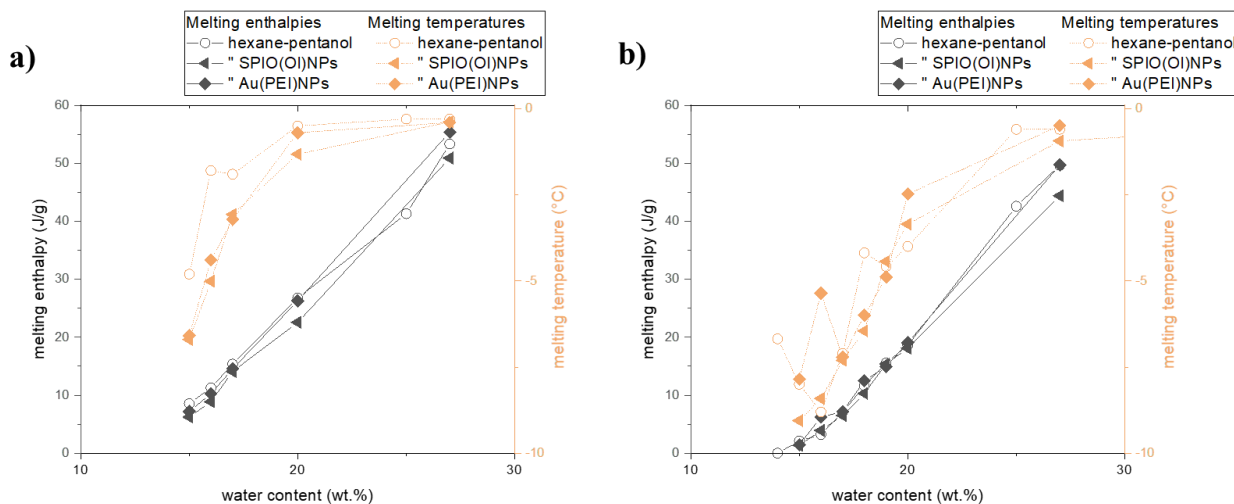 a)
Melting enthalpies Melting temperatures
hexane-pentanol hexane-pentanol
" SPIO(OI)NPs " SPIO(OI)NPs
" Au(PEI)NPs " Au(PEI)NPs
60
50
40
30
20
10
0
melting enthalpy (J/g)
0
-5
-10
melting temperature (°C)
10 20 30
water content (wt.%)
b)
Melting enthalpies Melting temperatures
hexane-pentanol hexane-pentanol
" SPIO(OI)NPs " SPIO(OI)NPs
" Au(PEI)NPs " Au(PEI)NPs
60
50
40
30
20
10
0
melting enthalpy (J/g)
0
-5
-10
melting temperature (°C)
10 20 30
water content (wt.%)